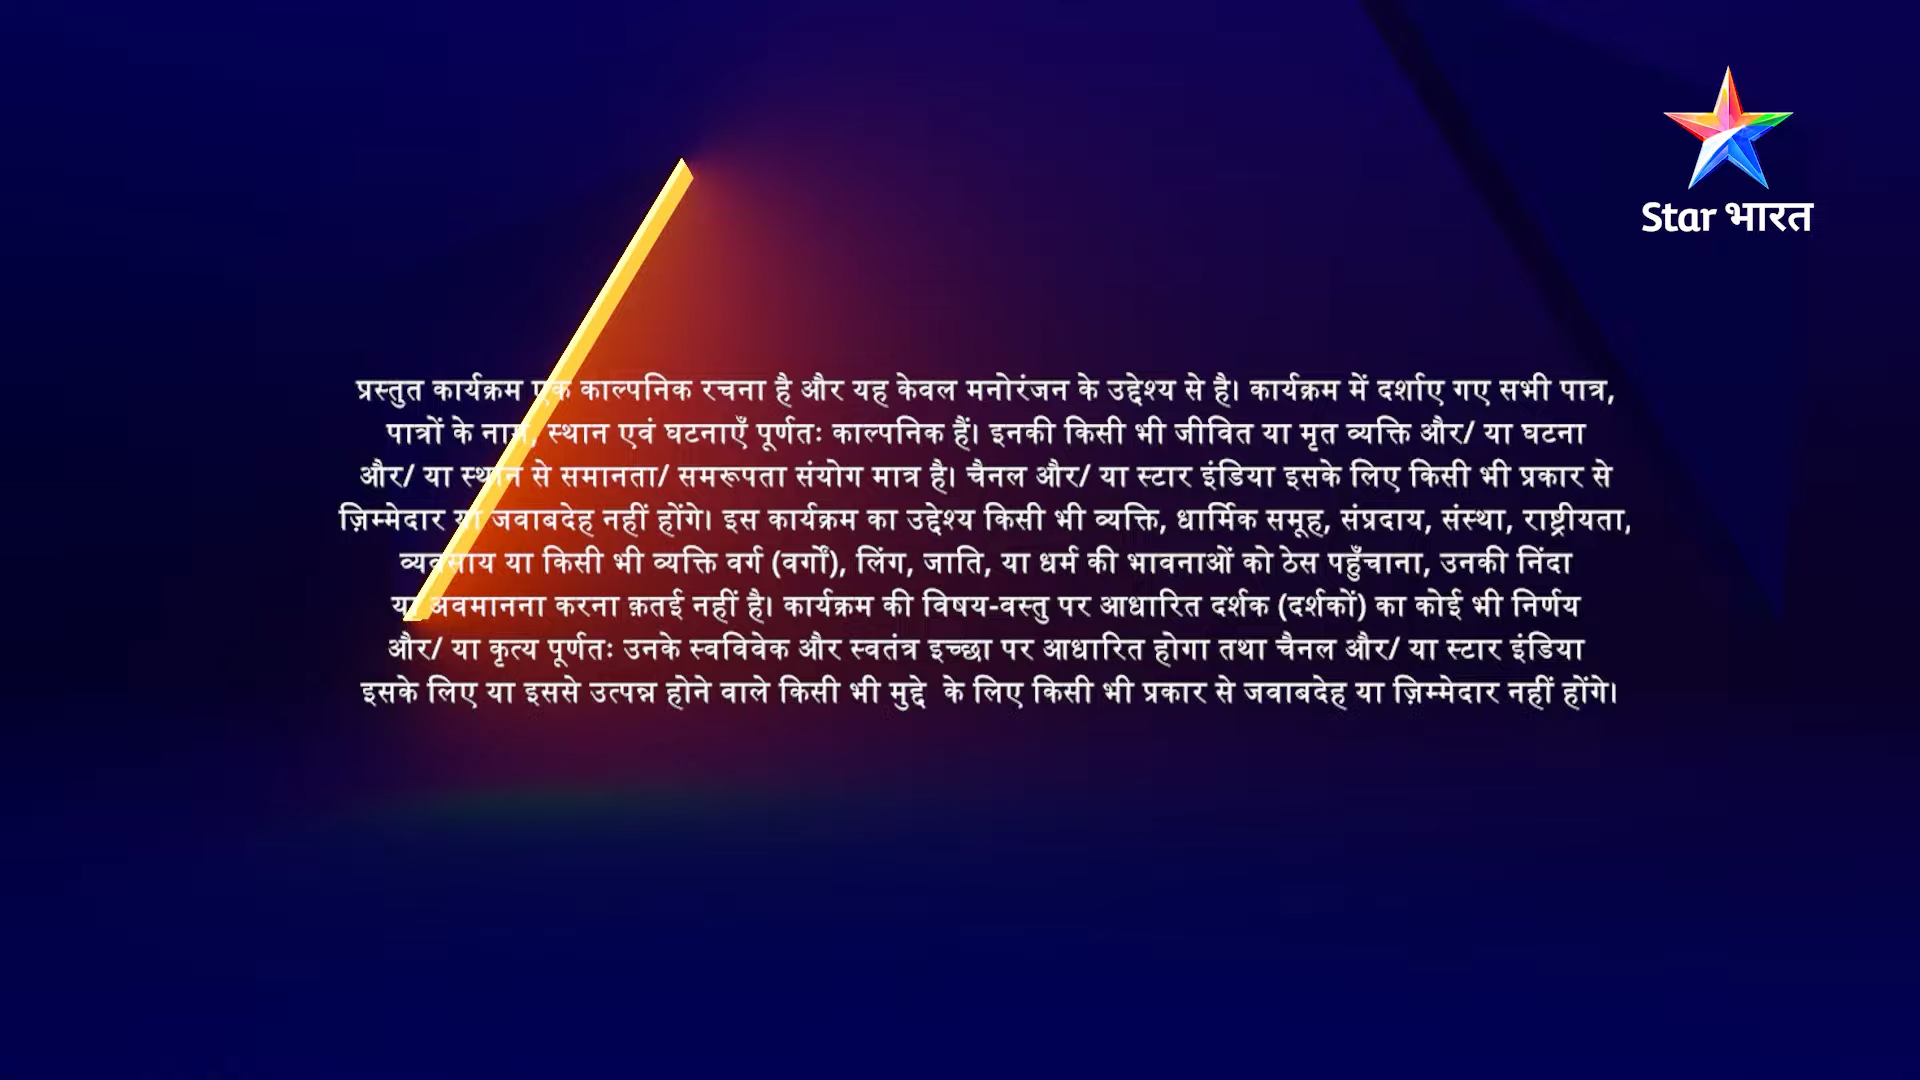 Star भारत
प्रस्तुत कार्यक्रम एक काल्पनिक रचना है और यह केवल मनोरंजन के उद्देश्य से है। कार्यक्रम में दर्शाए गए सभी पात्र,
पात्रों के नाम, स्थान एवं घटनाएँ पूर्णतः काल्पनिक हैं। इनकी किसी भी जीवित या मृत व्यक्ति और/ या घटना
और/ या स्थान से समानता/ समरूपता संयोग मात्र है। चैनल और/ या स्टार इंडिया इसके लिए किसी भी प्रकार से
ज़िम्मेदार या जवाबदेह नहीं होंगे। इस कार्यक्रम का उद्देश्य किसी भी व्यक्ति, धार्मिक समूह, संप्रदाय, संस्था, राष्ट्रीयता,
व्यवसाय या किसी भी व्यक्ति वर्ग (वर्गों), लिंग, जाति, या धर्म की भावनाओं को ठेस पहुँचाना, उनकी निंदा
या अवमानना करना क़तई नहीं है। कार्यक्रम की विषय-वस्तु पर आधारित दर्शक (दर्शकों) का कोई भी निर्णय
और/ या कृत्य पूर्णतः उनके स्वविवेक और स्वतंत्र इच्छा पर आधारित होगा तथा चैनल और/ या स्टार इंडिया
इसके लिए या इससे उत्पन्न होने वाले किसी भी मुद्दे के लिए किसी भी प्रकार से जवाबदेह या ज़िम्मेदार नहीं होंगे।